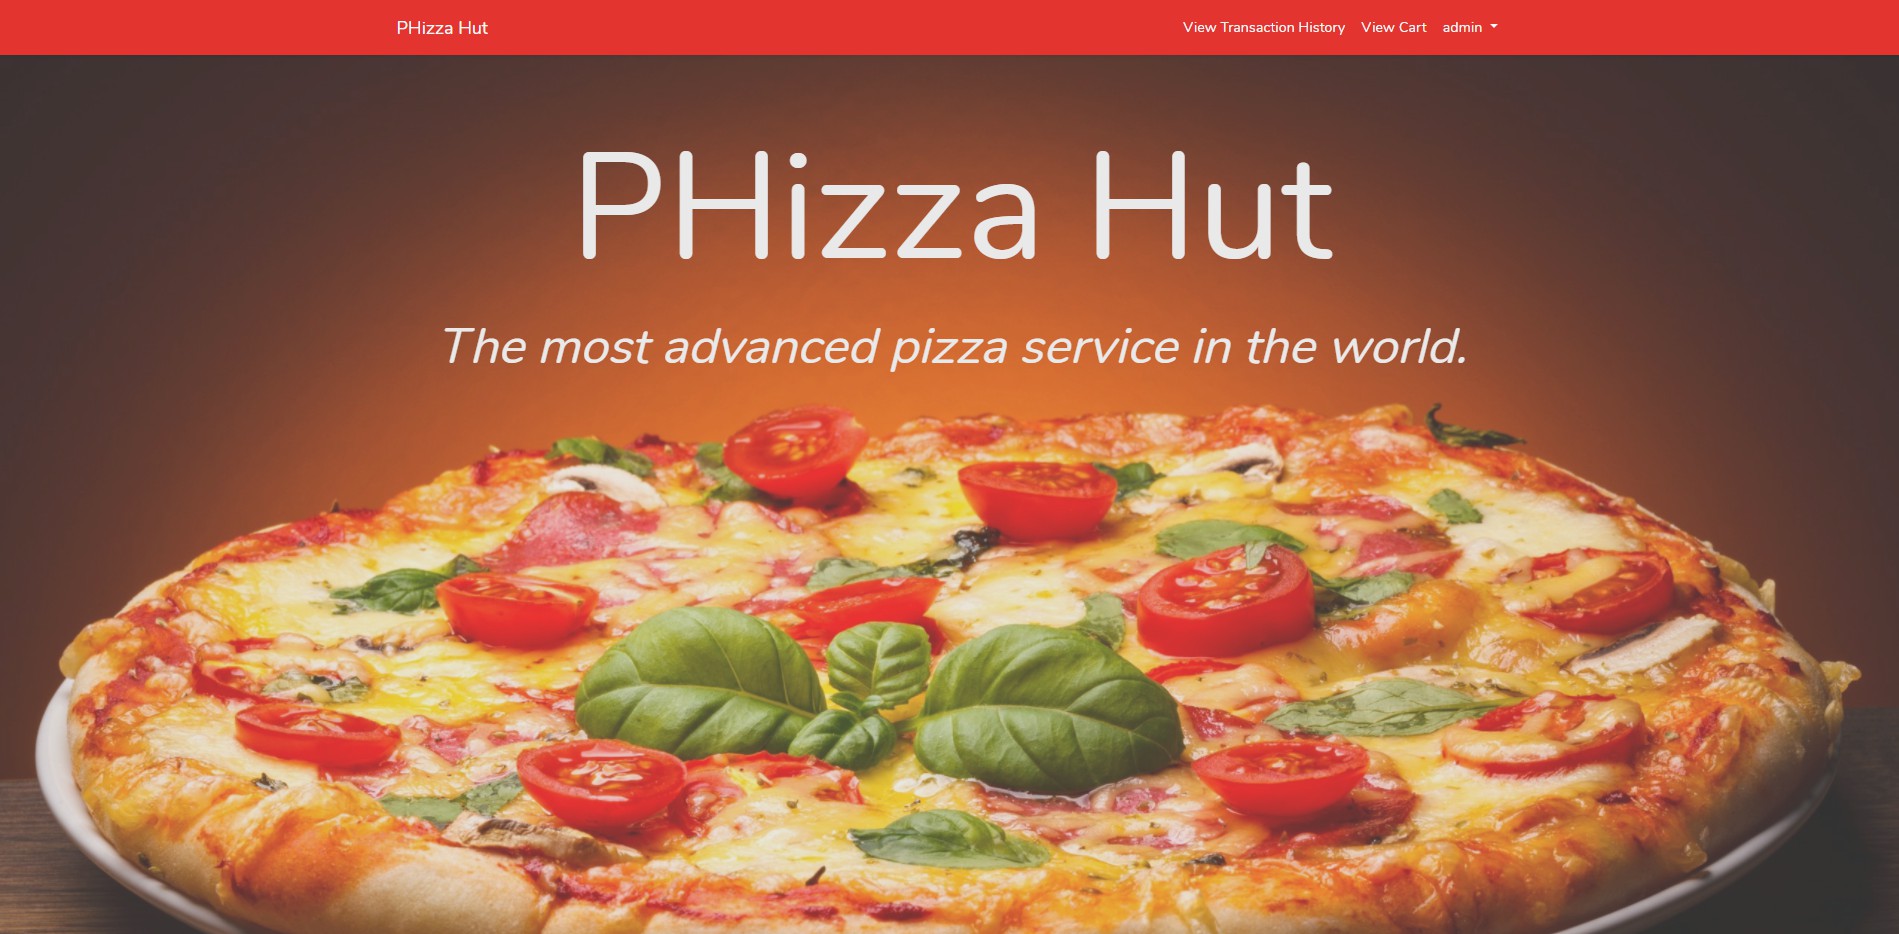 PHizza Hut
View Transaction History View Cart admin
PHizza Hut
The most advanced pizza service in the world.